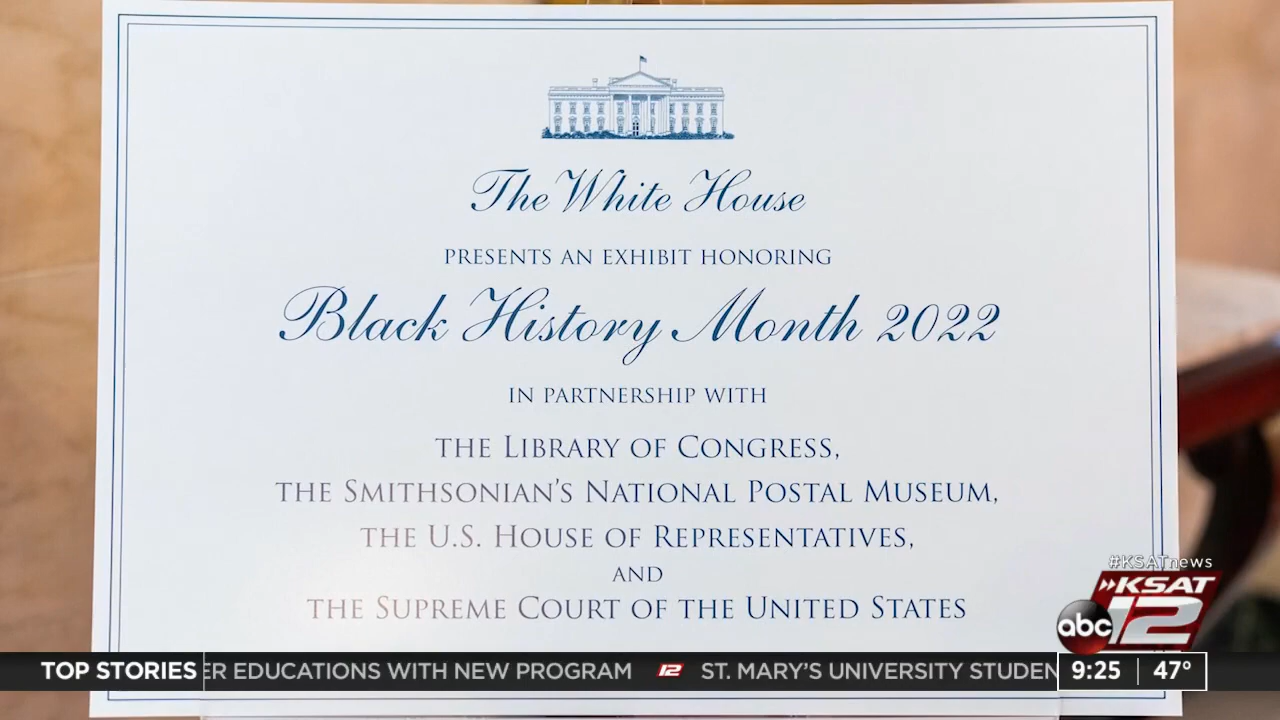 The White House
PRESENTS AN EXHIBIT HONORING
Black History Month 2022
IN PARTNERSHIP WITH
THE LIBRARY OF CONGRESS,
THE SMITHSONIAN'S NATIONAL POSTAL MUSEUM,
THE U.S. HOUSE OF REPRESENTATIVES,
AND
THE SUPREME COURT OF THE UNITED STATES
#KSATnews
KSAT
abc 12
TOP STORIES ER EDUCATIONS WITH NEW PROGRAM 12 ST. MARY'S UNIVERSITY STUDEN 9:25 47°